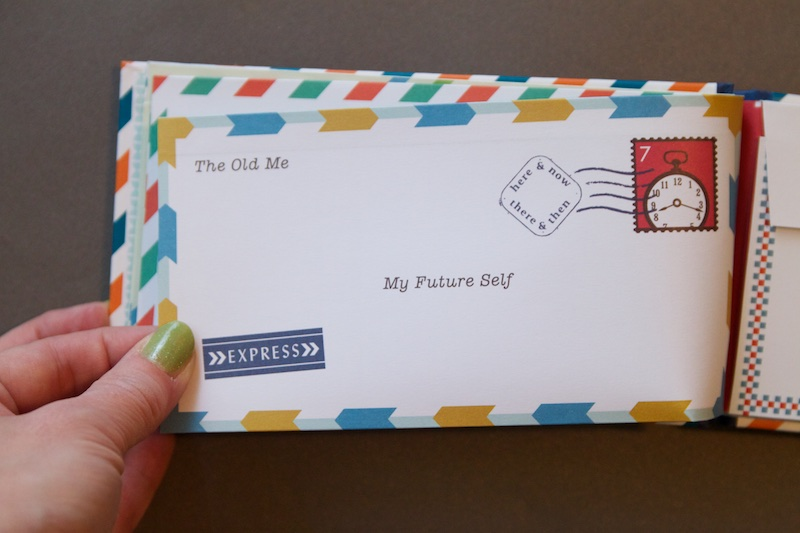 The Old Me
here & now
there & then
7
My Future Self
EXPRESS